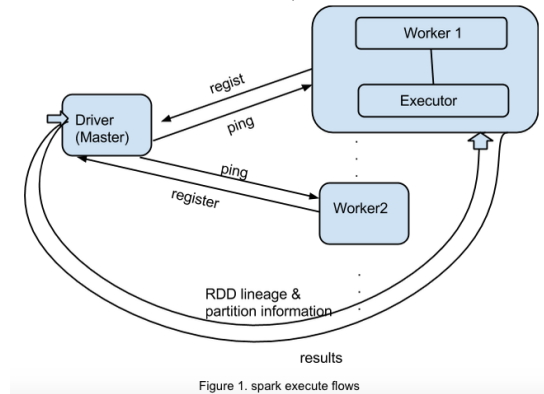 Worker 1
Executor
regist
ping
Driver
(Master)
ping
register
Worker2
RDD lineage &
partition information
results
Figure 1. spark execute flows